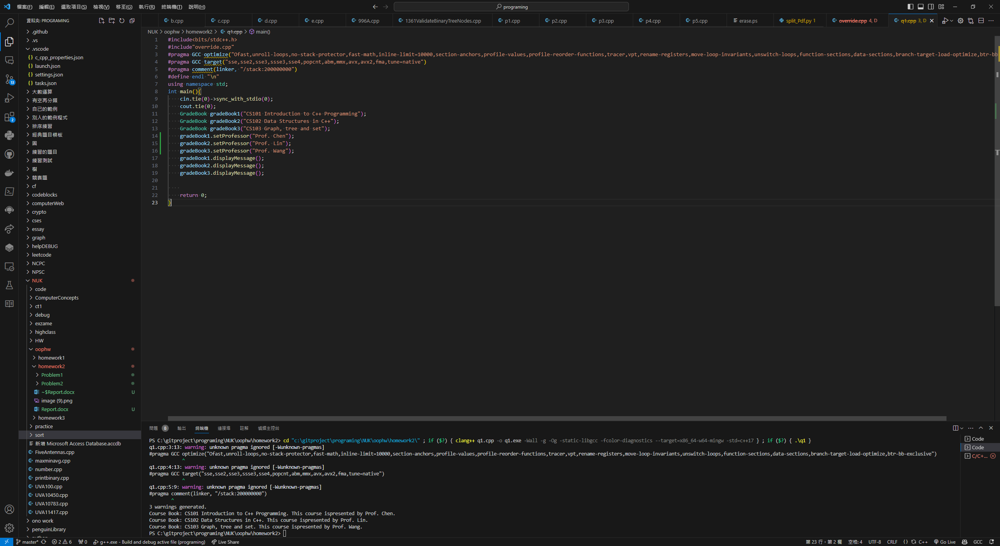 檔案(F) 編輯(E) 選取項目(S) 檢視(V) 移至(G) 執行(R) 終端機(T) 說明(H)
programing
資料夾: PROGRAMING
b.cpp c.cpp d.cpp e.cpp 996A.cpp 1361ValidateBinaryTreeNodes.cpp p1.cpp p2.cpp p3.cpp p4.cpp p5.cpp erase.ps split_Pdf.py 1 override.cpp 4, D q1.cpp 3, D
NUK > oophw > homework2 > q1.cpp > main()
.github
.vs
.vscode
c_cpp_properties.json
launch.json
settings.json
tasks.json
大數運算
有空再分類
自己的範例
別人的範例程式
排序練習
經典題目模板
圖
練習的題目
練習測試
樹
競賽題
cf
codeblocks
computerWeb
crypto
cses
essay
graph
helpDEBUG
leetcode
NCPC
NPSC
NUK
code
ComputerConcepts
ct1
debug
exzame
highclass
HW
oophw
homework1
homework2
Problem1
Problem2
~$Report.docx U
image (9).png
Report.docx U
homework3
practice
sort
新增 Microsoft Access Database.accdb
FiveAntennas.cpp
maxminavg.cpp
number.cpp
printbinary.cpp
UVA100.cpp
UVA10450.cpp
UVA10783.cpp
UVA11417.cpp
ono work
penguinLibrary
13
2
1 #include<bits/stdc++.h>
2 #include"override.cpp"
3 #pragma GCC optimize("Ofast,unroll-loops,no-stack-protector,fast-math,inline-limit=10000,section-anchors,profile-values,profile-reorder-functions,tracer,vpt,rename-registers,move-loop-invariants,unswitch-loops,function-sections,data-sections,branch-target-load-optimize,btr-bb
4 #pragma GCC target("sse,sse2,sse3,ssse3,sse4,popcnt,abm,mmx,avx,avx2,fma,tune=native")
5 #pragma comment(linker, "/stack:200000000")
6 #define endl "\n"
7 using namespace std;
8 int main(){
9 cin.tie(0)->sync_with_stdio(0);
10 cout.tie(0);
11 GradeBook gradeBook1("CS101 Introduction to C++ Programming");
12 GradeBook gradeBook2("CS102 Data Structures in C++");
13 GradeBook gradeBook3("CS103 Graph, tree and set");
14 gradeBook1.setProfessor("Prof. Chen");
15 gradeBook2.setProfessor("Prof. Lin");
16 gradeBook3.setProfessor("Prof. Wang");
17 gradeBook1.displayMessage();
18 gradeBook2.displayMessage();
19 gradeBook3.displayMessage();
20
21
22 return 0;
23 }
問題 8 輸出 終端機 連接埠 註解 偵錯主控台
PS C:\gitproject\programing\NUK\oophw\homework2> cd "c:\gitproject\programing\NUK\oophw\homework2\" ; if ($?) { clang++ q1.cpp -o q1.exe -Wall -g -Og -static-libgcc -fcolor-diagnostics --target=x86_64-w64-mingw -std=c++17 } ; if ($?) { .\q1 }
q1.cpp:3:13: warning: unknown pragma ignored [-Wunknown-pragmas]
#pragma GCC optimize("Ofast,unroll-loops,no-stack-protector,fast-math,inline-limit=10000,section-anchors,profile-values,profile-reorder-functions,tracer,vpt,rename-registers,move-loop-invariants,unswitch-loops,function-sections,data-sections,branch-target-load-optimize,btr-bb-exclusive")
^
q1.cpp:4:13: warning: unknown pragma ignored [-Wunknown-pragmas]
#pragma GCC target("sse,sse2,sse3,ssse3,sse4,popcnt,abm,mmx,avx,avx2,fma,tune=native")
^
q1.cpp:5:9: warning: unknown pragma ignored [-Wunknown-pragmas]
#pragma comment(linker, "/stack:200000000")
^
3 warnings generated.
Course Book: CS101 Introduction to C++ Programming. This course ispresented by Prof. Chen.
Course Book: CS102 Data Structures in C++. This course ispresented by Prof. Lin.
Course Book: CS103 Graph, tree and set. This course ispresented by Prof. Wang.
PS C:\gitproject\programing\NUK\oophw\homework2>
Code
Code
C/C+...
master* 2 6 0 g++.exe - Build and debug active file (programing) Live Share
第 23 行，第 2 欄 空格: 4 UTF-8 CRLF {} C++ Go Live GCC